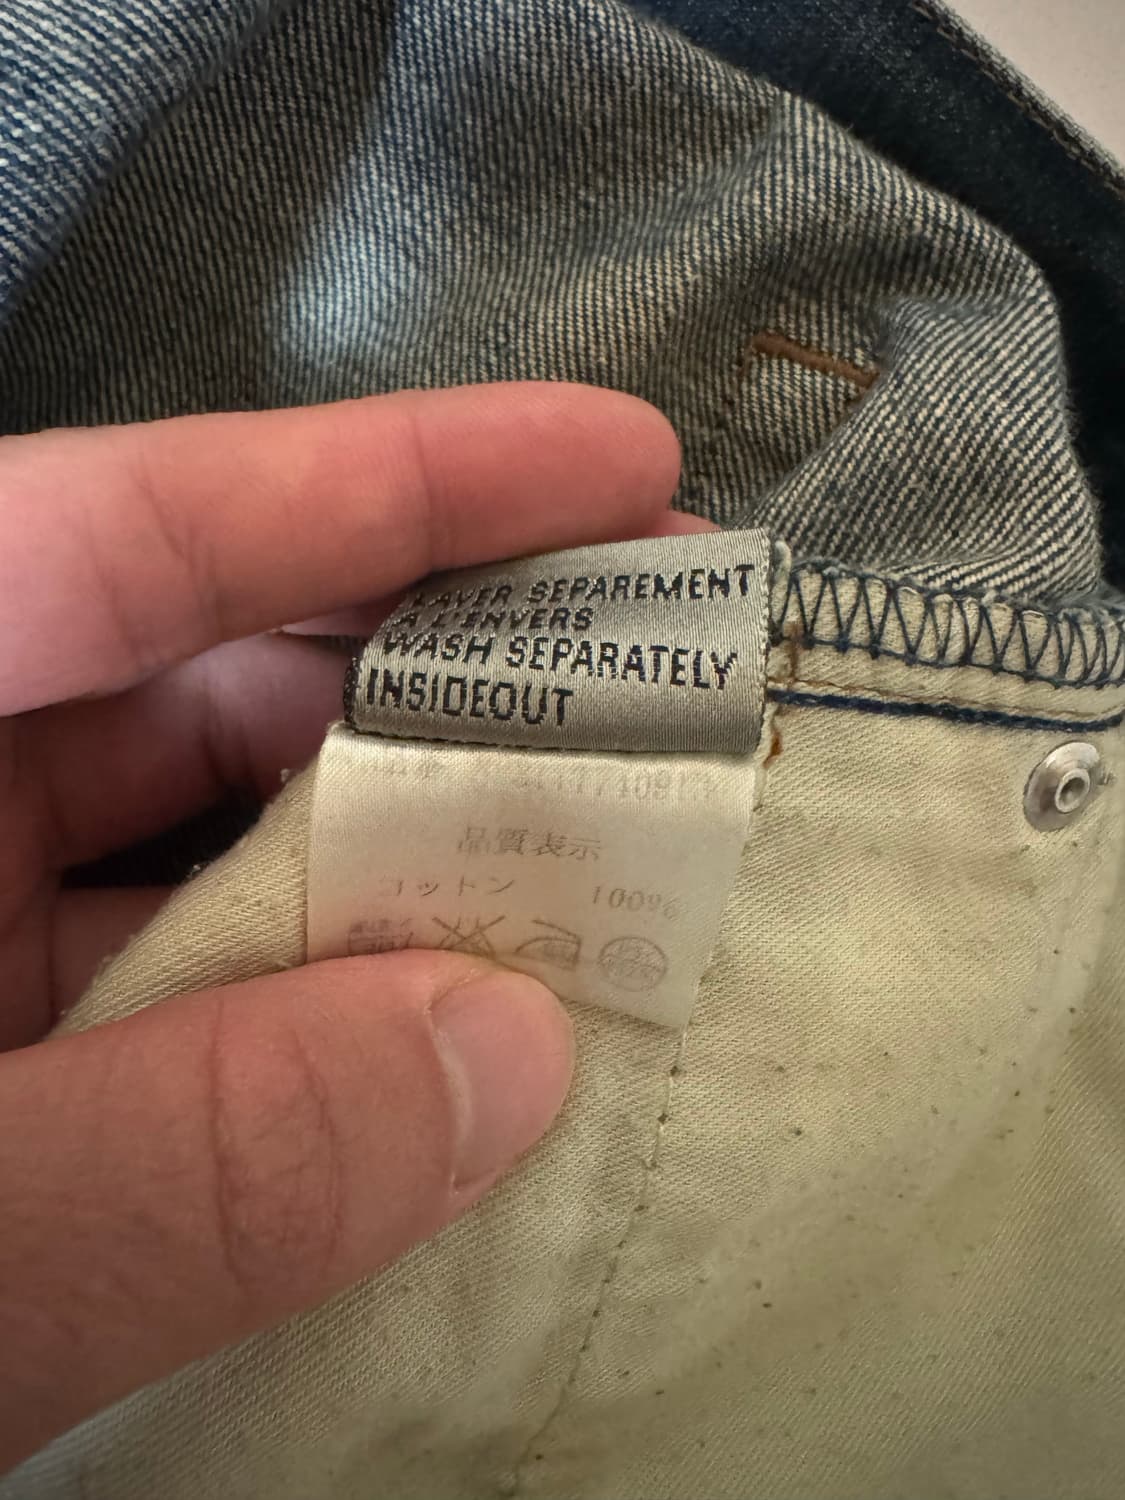 LAVER SEPAREMENT
A L'ENVERS
WASH SEPARATELY
INSIDEOUT
品質表示
コットン 100%